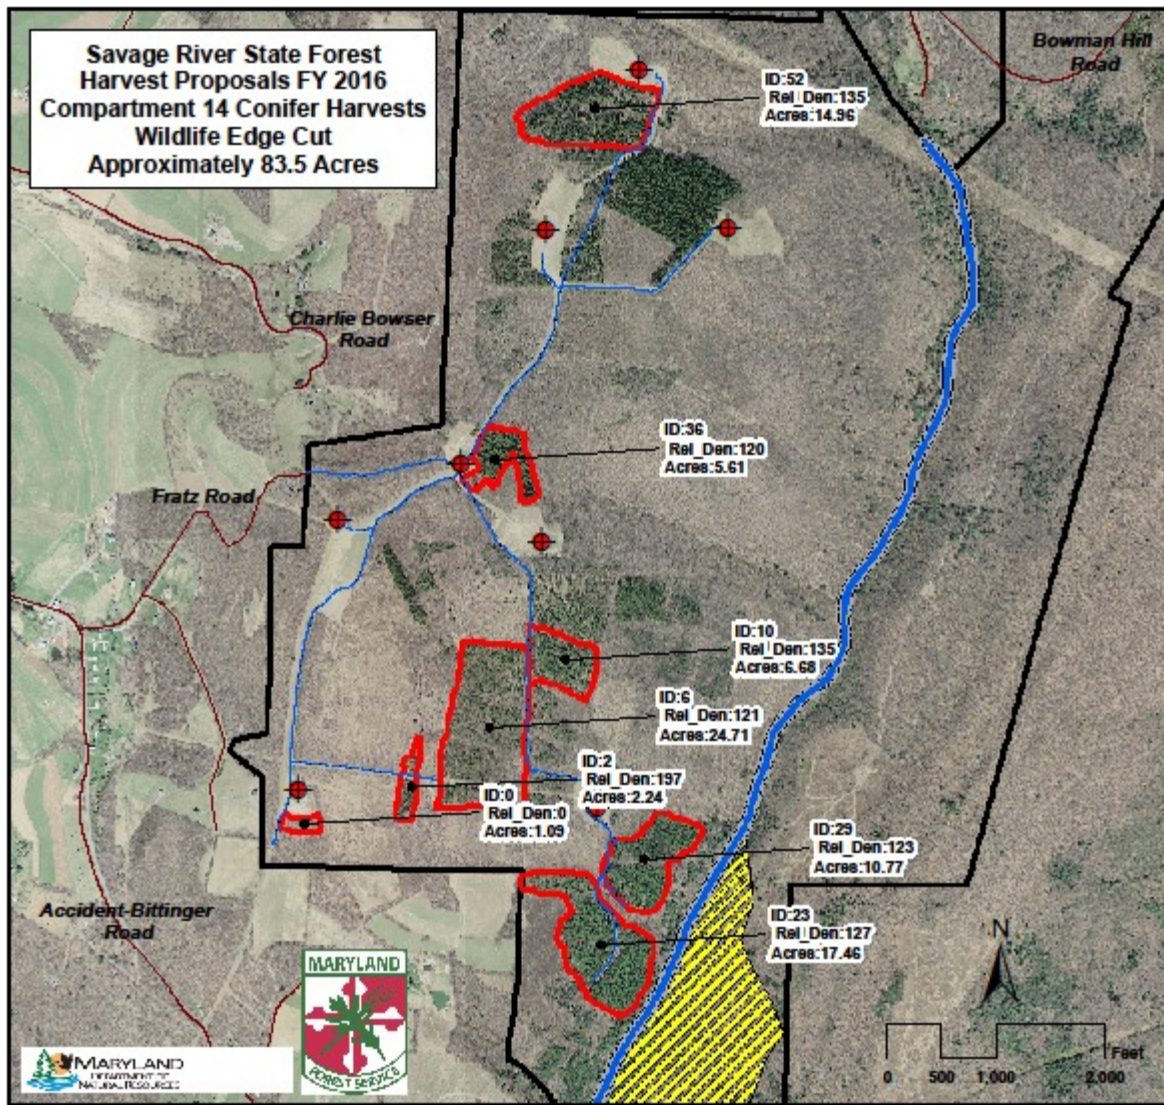 Savage River State Forest
Harvest Proposals FY 2016
Compartment 14 Conifer Harvests
Wildlife Edge Cut
Approximately 83.5 Acres
Bowman Hill
Road
ID:52
Rel_Den:135
Acres:14.96
Charlie Bowser
Road
ID:36
Rel_Den:120
Acres:5.61
Fratz Road
ID:10
Rel_Den:135
Acres:6.68
ID:6
Rel_Den:121
Acres:24.71
ID:2
Rel_Den:197
Acres:2.24
ID:0
Rel_Den:0
Acres:1.09
ID:29
Rel_Den:123
Acres:10.77
ID:23
Rel_Den:127
Acres:17.46
Accident-Bittinger
Road
N
MARYLAND
FOREST SERVICE
MARYLAND
DEPARTMENT OF
NATURAL RESOURCES
Feet
0 500 1,000 2,000